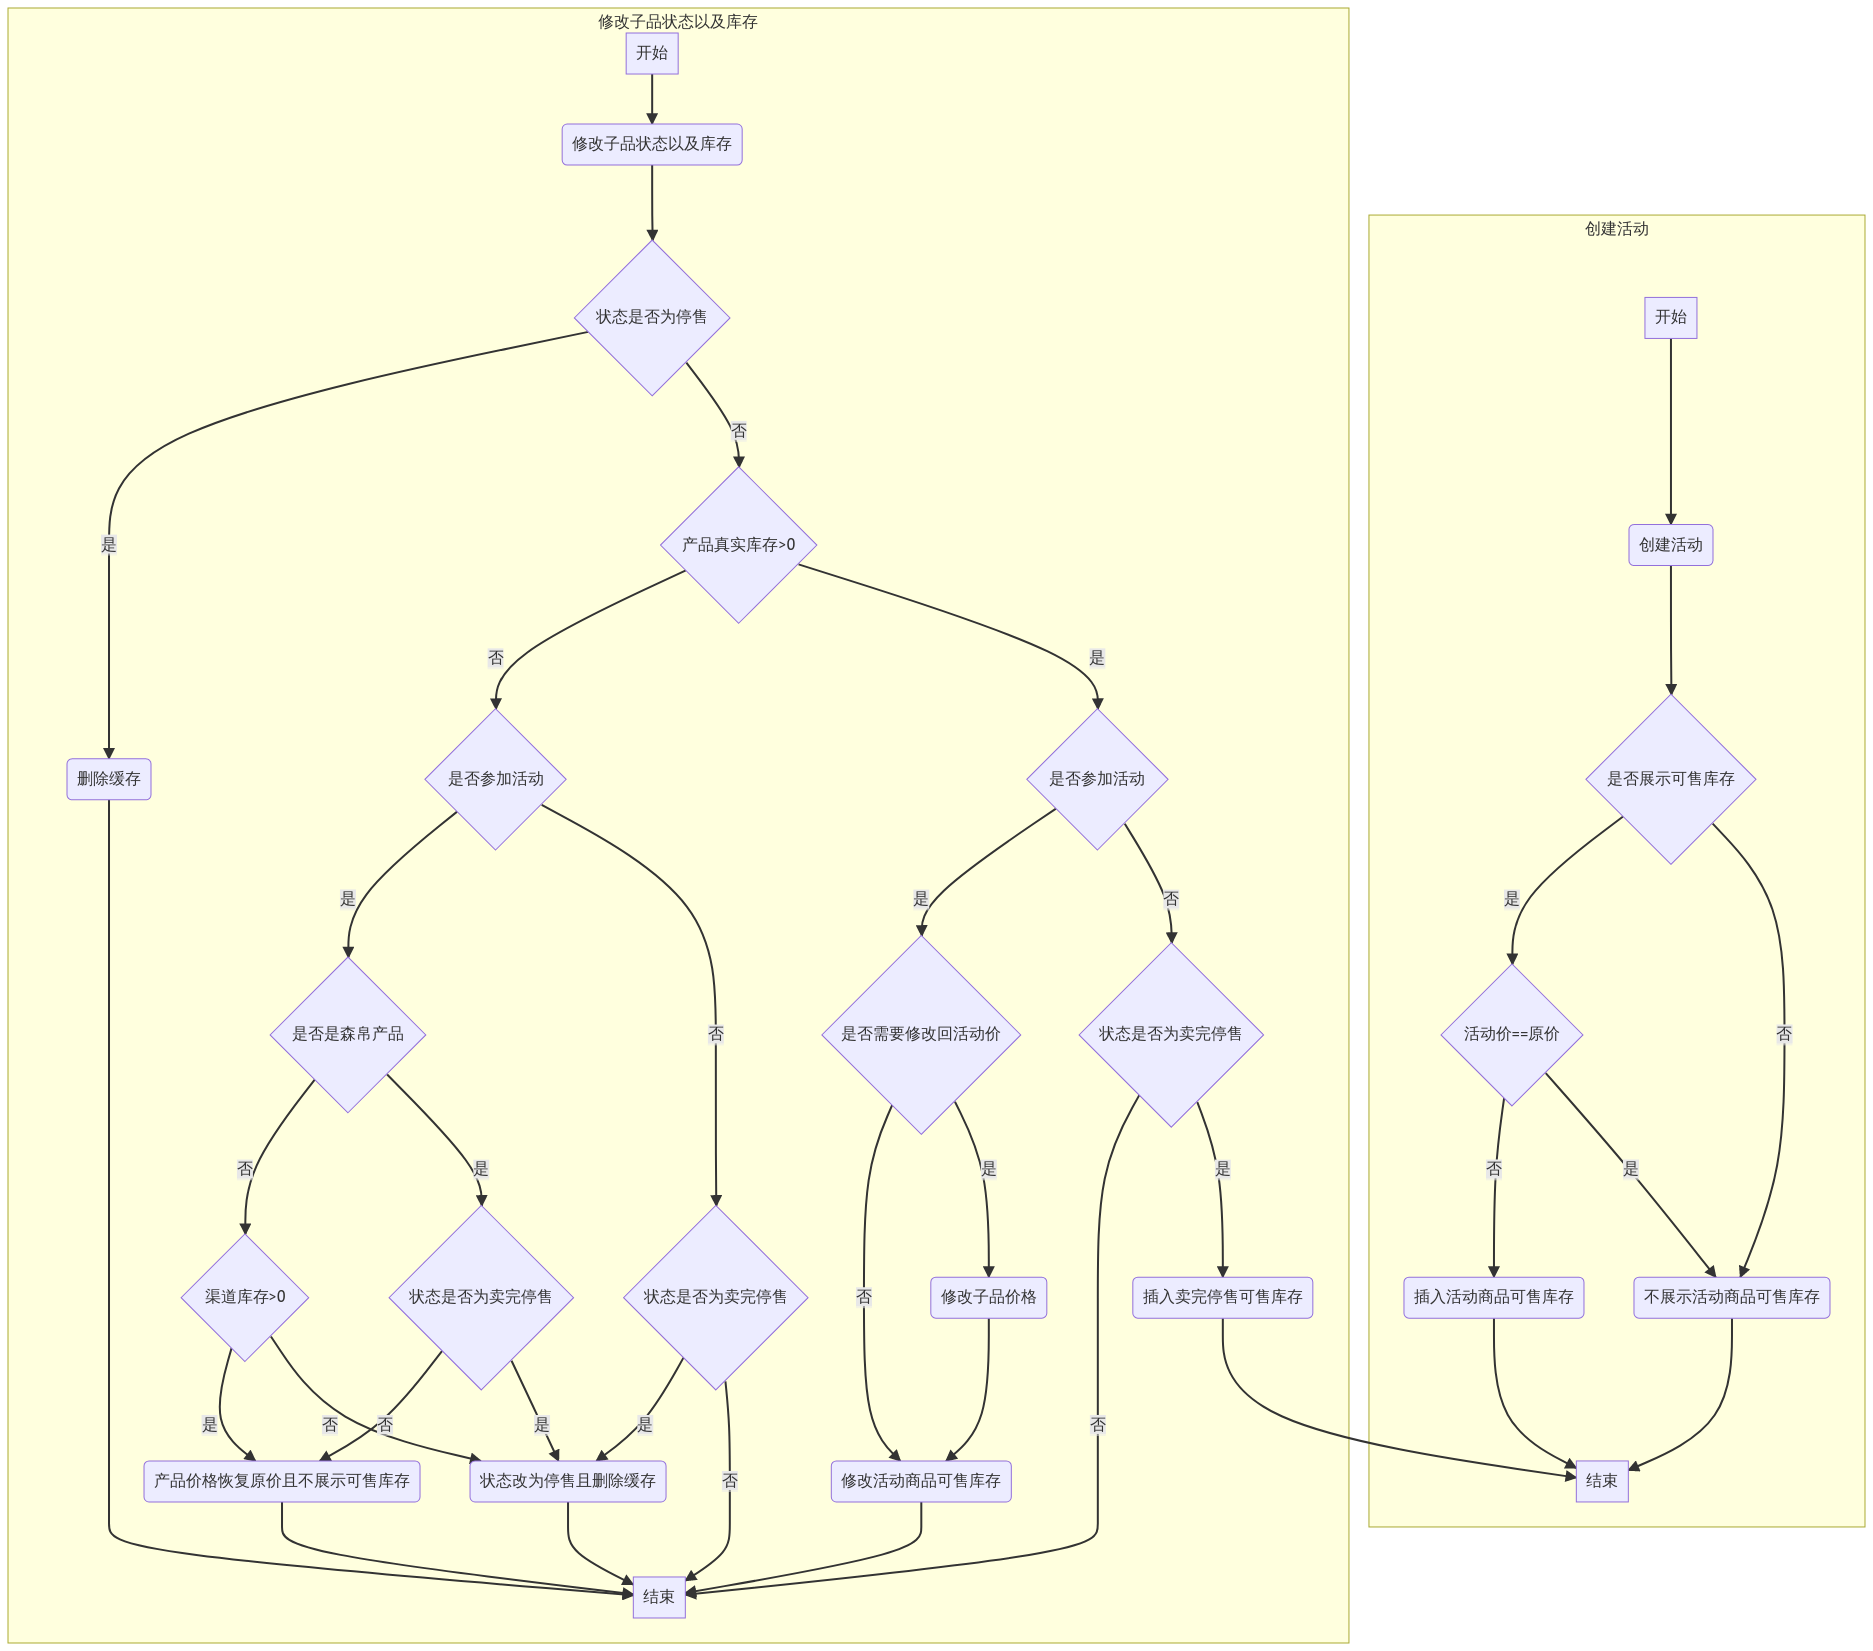 修改子品状态以及库存
开始
修改子品状态以及库存
状态是否为停售
否
是
产品真实库存>0
否
是
删除缓存
是否参加活动
是否参加活动
是
否
是
否
是否是森帛产品
是否需要修改回活动价
状态是否为卖完停售
否
是
是
是
渠道库存>0
状态是否为卖完停售
状态是否为卖完停售
否
修改子品价格
插入卖完停售可售库存
是
否
否
是
是
否
否
产品价格恢复原价且不展示可售库存
状态改为停售且删除缓存
修改活动商品可售库存
结束
创建活动
开始
创建活动
是否展示可售库存
是
否
活动价==原价
否
是
插入活动商品可售库存
不展示活动商品可售库存
结束